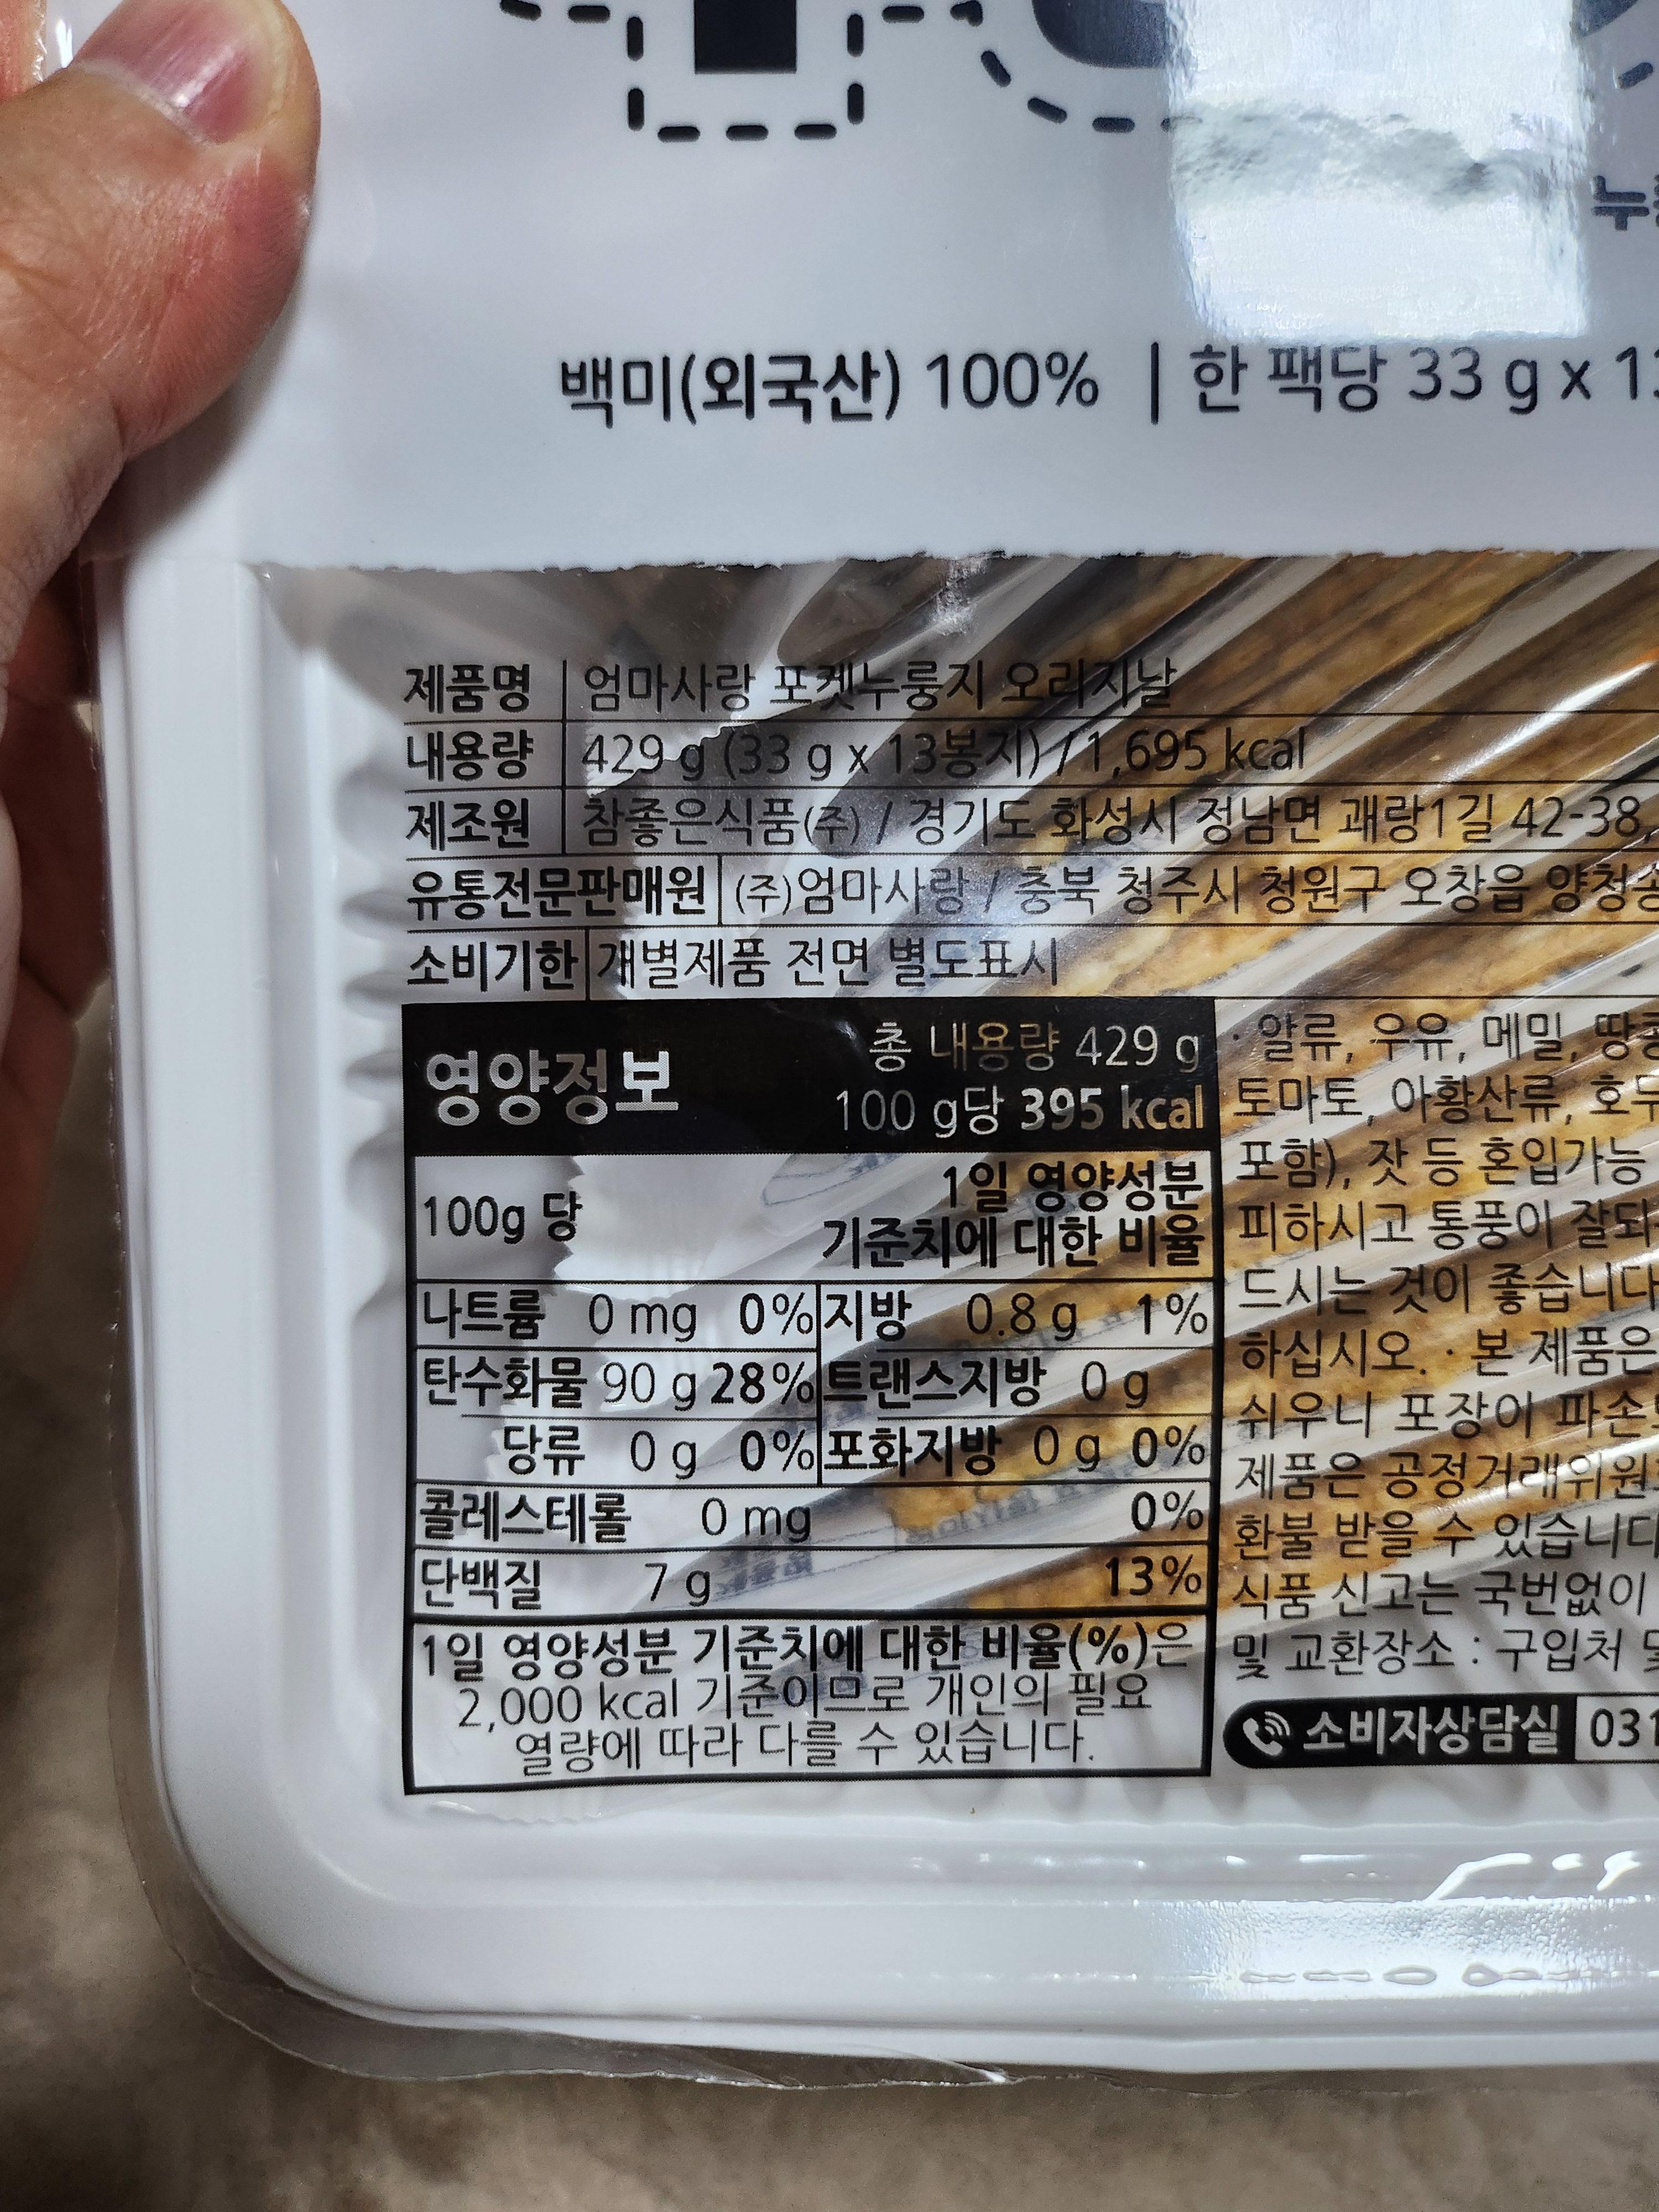 백미(외국산) 100% | 한 팩당 33 g x
제품명 엄마사랑 포켓누룽지 오리지날
내용량 429 g (33 g x 13봉지) / 1,695 kcal
제조원 참좋은식품(주) / 경기도 화성시 정남면 괘랑1길 42-38,
유통전문판매원 (주)엄마사랑 / 충북 청주시 청원구 오창읍
소비기한 개별제품 전면 별도표시
영양정보
총 내용량 429 g
100 g당 395 kcal
100g 당
1일 영양성분
기준치에 대한 비율
나트륨 0 mg 0% 지방 0.8 g 1%
탄수화물 90 g 28% 트랜스지방 0 g
당류 0 g 0% 포화지방 0 g 0%
콜레스테롤 0 mg 0%
단백질 7 g 13%
1일 영양성분 기준치에 대한 비율(%)은
2,000 kcal 기준이므로 개인의 필요
열량에 따라 다를 수 있습니다.
· 알류, 우유, 메밀,
토마토, 아황산류,
포함), 잣 등 혼입가능
피하시고 통풍이
드시는 것이 좋습니다
하십시오. · 본 제품은
쉬우니 포장이
제품은
환불 받을 수 있습니다
식품 신고는 국번없이
및 교환장소 : 구입처
소비자상담실 031